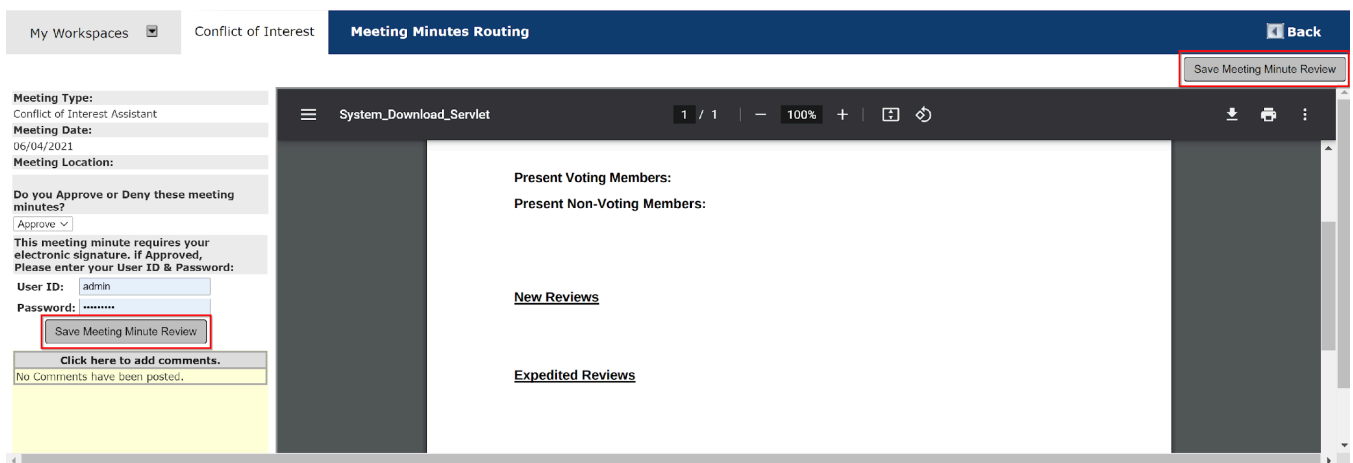 My Workspaces
Conflict of Interest
Meeting Minutes Routing
Back
Save Meeting Minute Review
Meeting Type:
Conflict of Interest Assistant
Meeting Date:
06/04/2021
Meeting Location:
Do you Approve or Deny these meeting
minutes?
Approve
This meeting minute requires your
electronic signature. if Approved,
Please enter your User ID & Password:
User ID: admin
Password: •••••••••
Save Meeting Minute Review
Click here to add comments.
No Comments have been posted.
System_Download_Servlet
1 / 1
100%
Present Voting Members:
Present Non-Voting Members:
New Reviews
Expedited Reviews